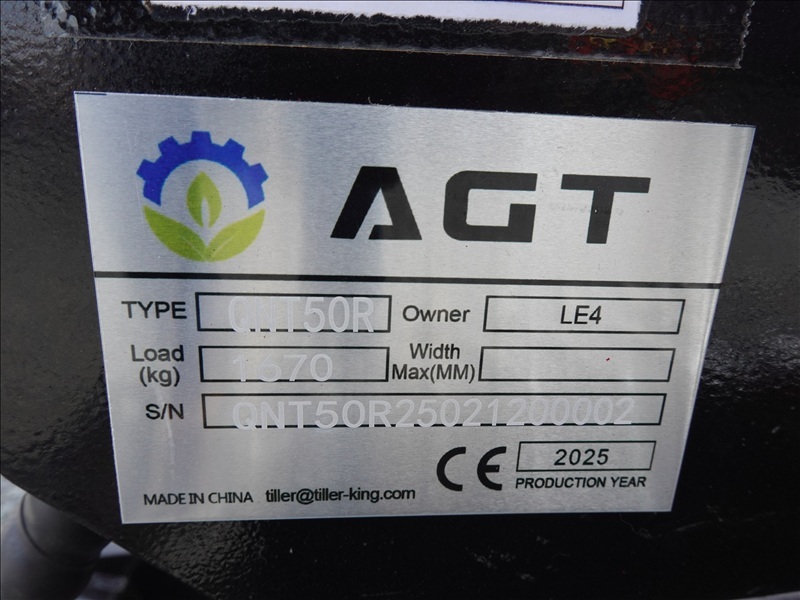 AGT
TYPE QNT50R Owner LE4
Load (kg) 1670 Width Max(MM)
S/N QNT50R25021200002
CE 2025
PRODUCTION YEAR
MADE IN CHINA tiller@tiller-king.com